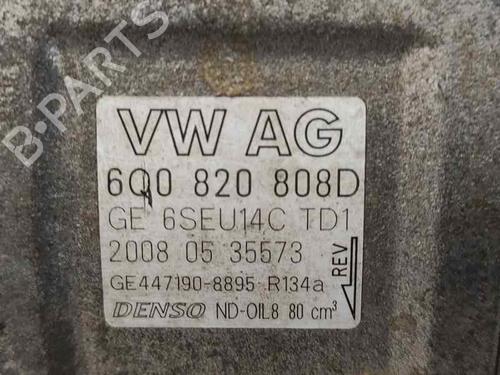 B-PARTS
VW AG
6Q0 820 808D
GE 6SEU14C TD1
2008 05 35573
GE447190-8895 R134a
REV
DENSO ND-OIL8 80 cm³